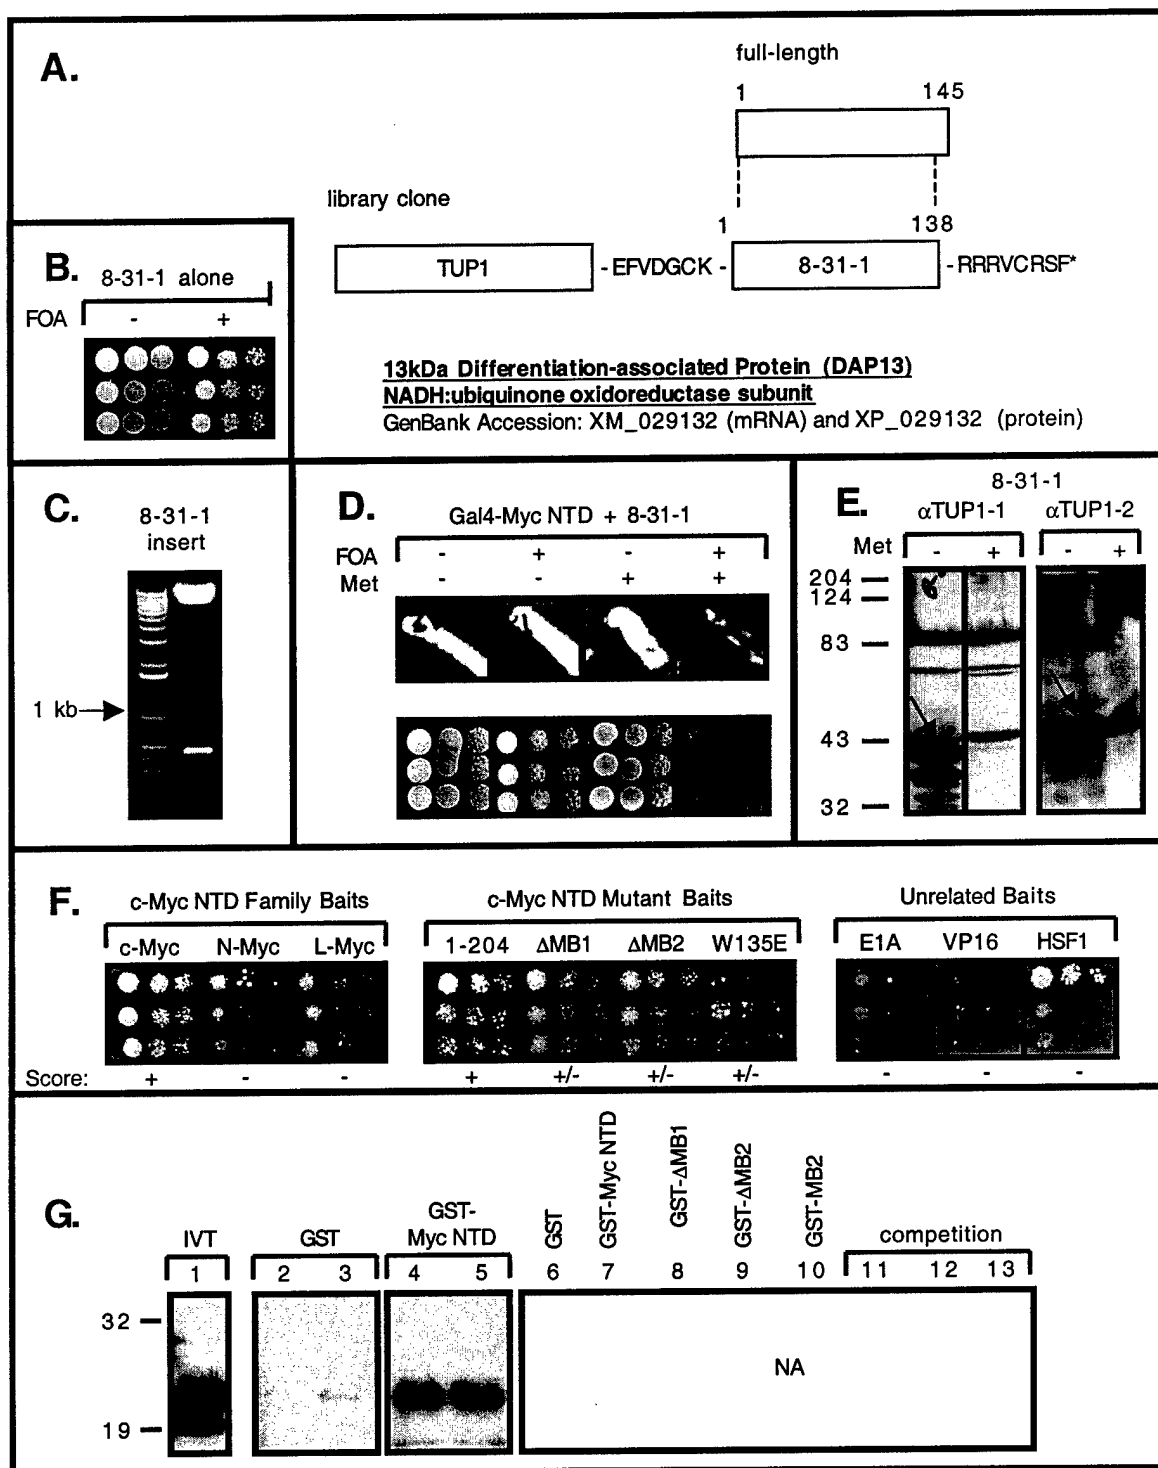 A.
full-length
1 145
library clone
1 138
TUP1 -EFVDGCK- 8-31-1 -RRRVCRSF*
13kDa Differentiation-associated Protein (DAP13)
NADH:ubiquinone oxidoreductase subunit
GenBank Accession: XM_029132 (mRNA) and XP_029132 (protein)
B.
8-31-1 alone
FOA - +
C.
8-31-1
insert
1 kb
D.
Gal4-Myc NTD + 8-31-1
FOA - + - +
Met - - + +
E.
8-31-1
αTUP1-1 αTUP1-2
Met - + - +
204
124
83
43
32
F.
c-Myc NTD Family Baits
c-Myc N-Myc L-Myc
c-Myc NTD Mutant Baits
1-204 ΔMB1 ΔMB2 W135E
Unrelated Baits
E1A VP16 HSF1
Score: + - - + +/- +/- +/- - - -
G.
IVT
GST
GST-
Myc NTD
GST
GST-Myc NTD
GST-ΔMB1
GST-ΔMB2
GST-MB2
competition
1 2 3 4 5 6 7 8 9 10 11 12 13
32
19
NA